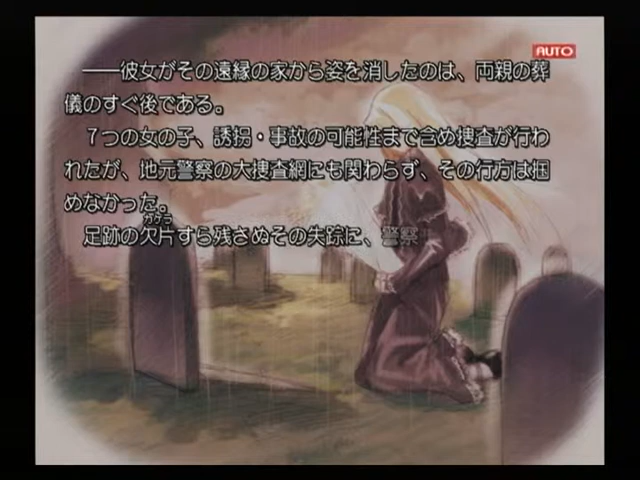 AUTO
――彼女がその遠縁の家から姿を消したのは、両親の葬
儀のすぐ後である。
7つの女の子、誘拐・事故の可能性まで含め捜査が行わ
れたが、地元警察の大捜査網にも関わらず、その行方は掴
めなかった。
かけら
足跡の欠片すら残さぬその失踪に、警察